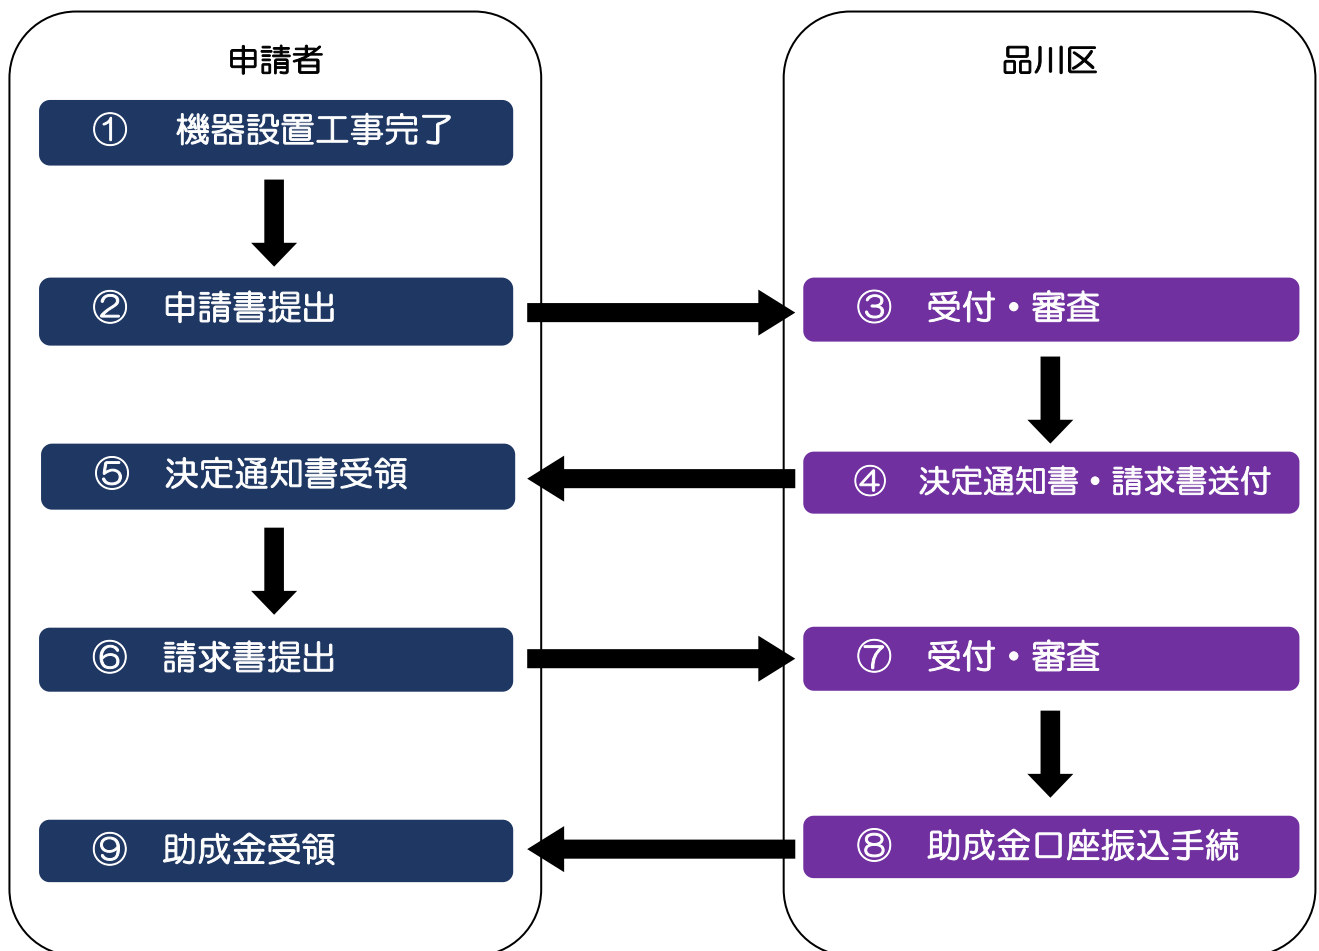 申請者
① 機器設置工事完了
② 申請書提出
⑤ 決定通知書受領
⑥ 請求書提出
⑨ 助成金受領
品川区
③ 受付・審査
④ 決定通知書・請求書送付
⑦ 受付・審査
⑧ 助成金口座振込手続